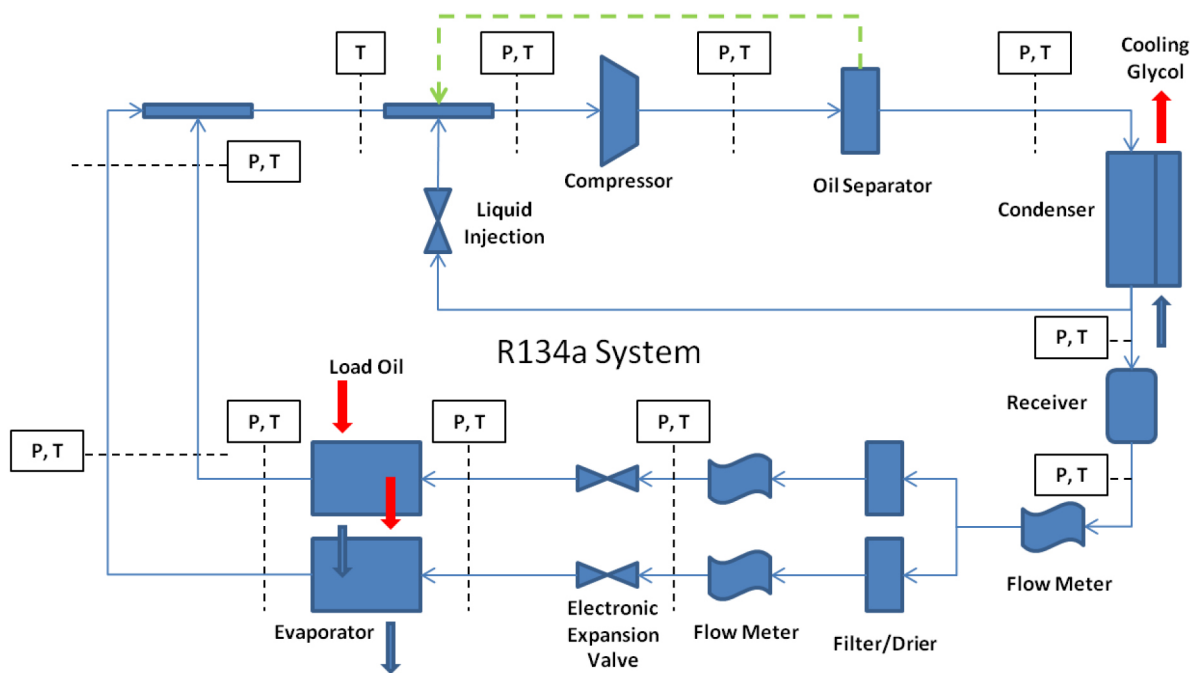 T
P, T
P, T
P, T
Cooling
Glycol
P, T
Compressor
Oil Separator
Condenser
Liquid
Injection
R134a System
P, T
Load Oil
Receiver
P, T
P, T
P, T
P, T
P, T
Flow Meter
Evaporator
Electronic
Expansion
Valve
Flow Meter
Filter/Drier